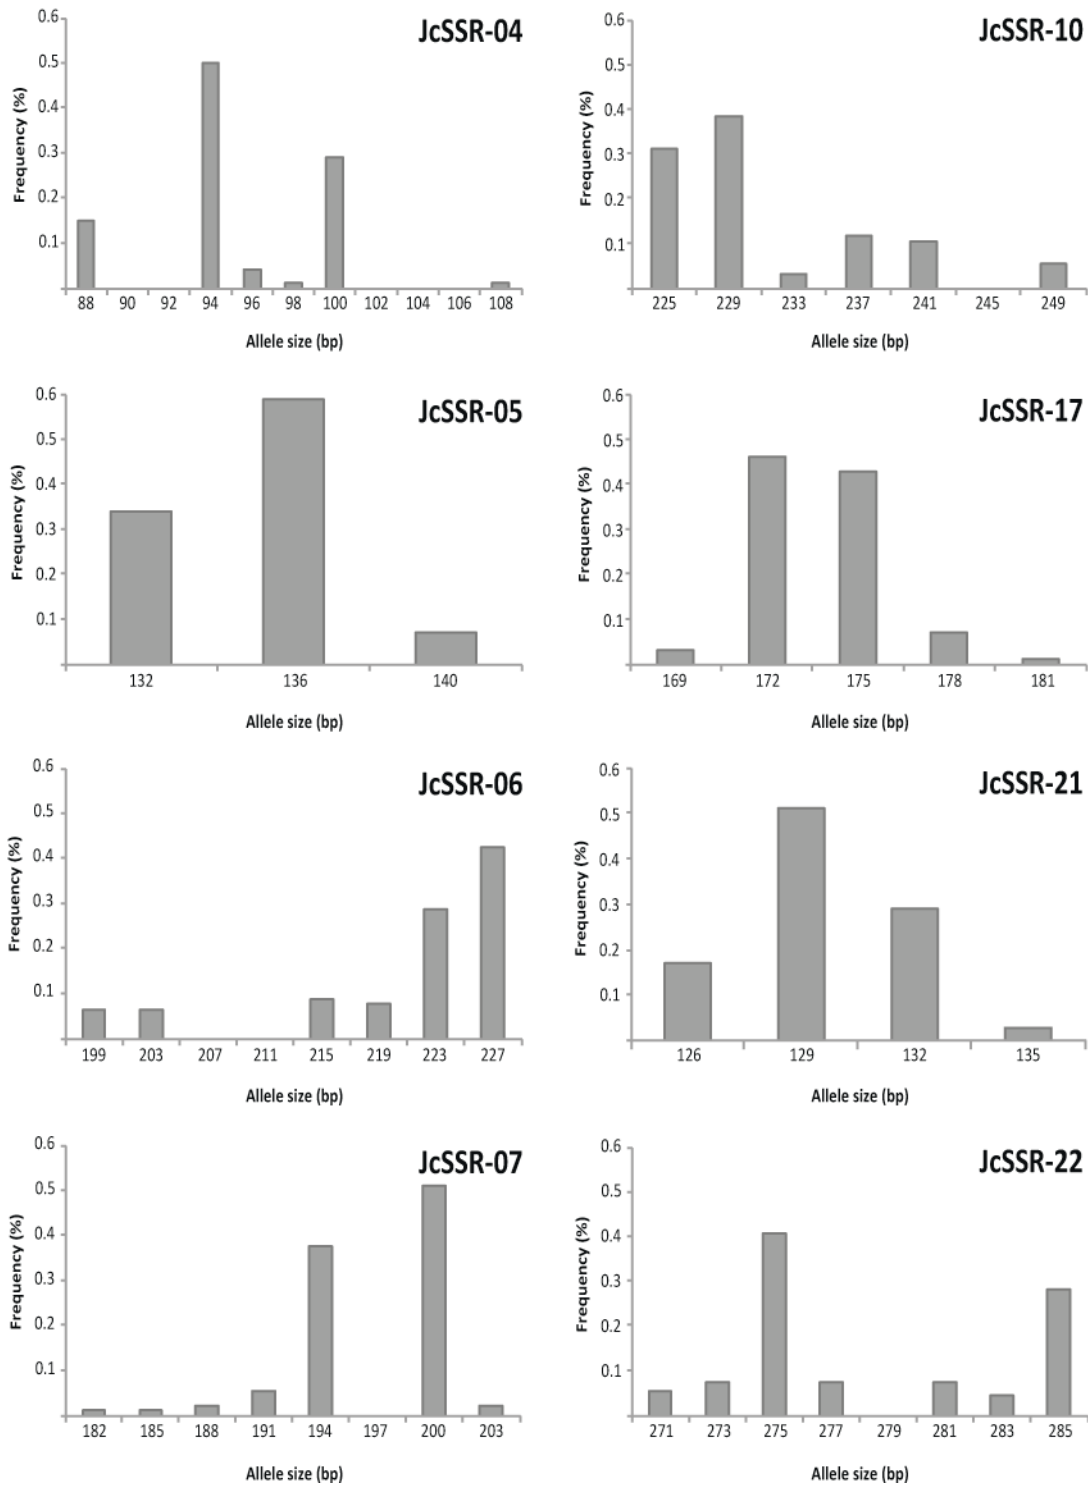 JcSSR-04
Frequency (%)
0.6
0.5
0.4
0.3
0.2
0.1
88 90 92 94 96 98 100 102 104 106 108
Allele size (bp)
JcSSR-10
Frequency (%)
0.6
0.5
0.4
0.3
0.2
0.1
225 229 233 237 241 245 249
Allele size (bp)
JcSSR-05
Frequency (%)
0.6
0.5
0.4
0.3
0.2
0.1
132 136 140
Allele size (bp)
JcSSR-17
Frequency (%)
0.6
0.5
0.4
0.3
0.2
0.1
169 172 175 178 181
Allele size (bp)
JcSSR-06
Frequency (%)
0.6
0.5
0.4
0.3
0.2
0.1
199 203 207 211 215 219 223 227
Allele size (bp)
JcSSR-21
Frequency (%)
0.6
0.5
0.4
0.3
0.2
0.1
126 129 132 135
Allele size (bp)
JcSSR-07
Frequency (%)
0.6
0.5
0.4
0.3
0.2
0.1
182 185 188 191 194 197 200 203
Allele size (bp)
JcSSR-22
Frequency (%)
0.6
0.5
0.4
0.3
0.2
0.1
271 273 275 277 279 281 283 285
Allele size (bp)